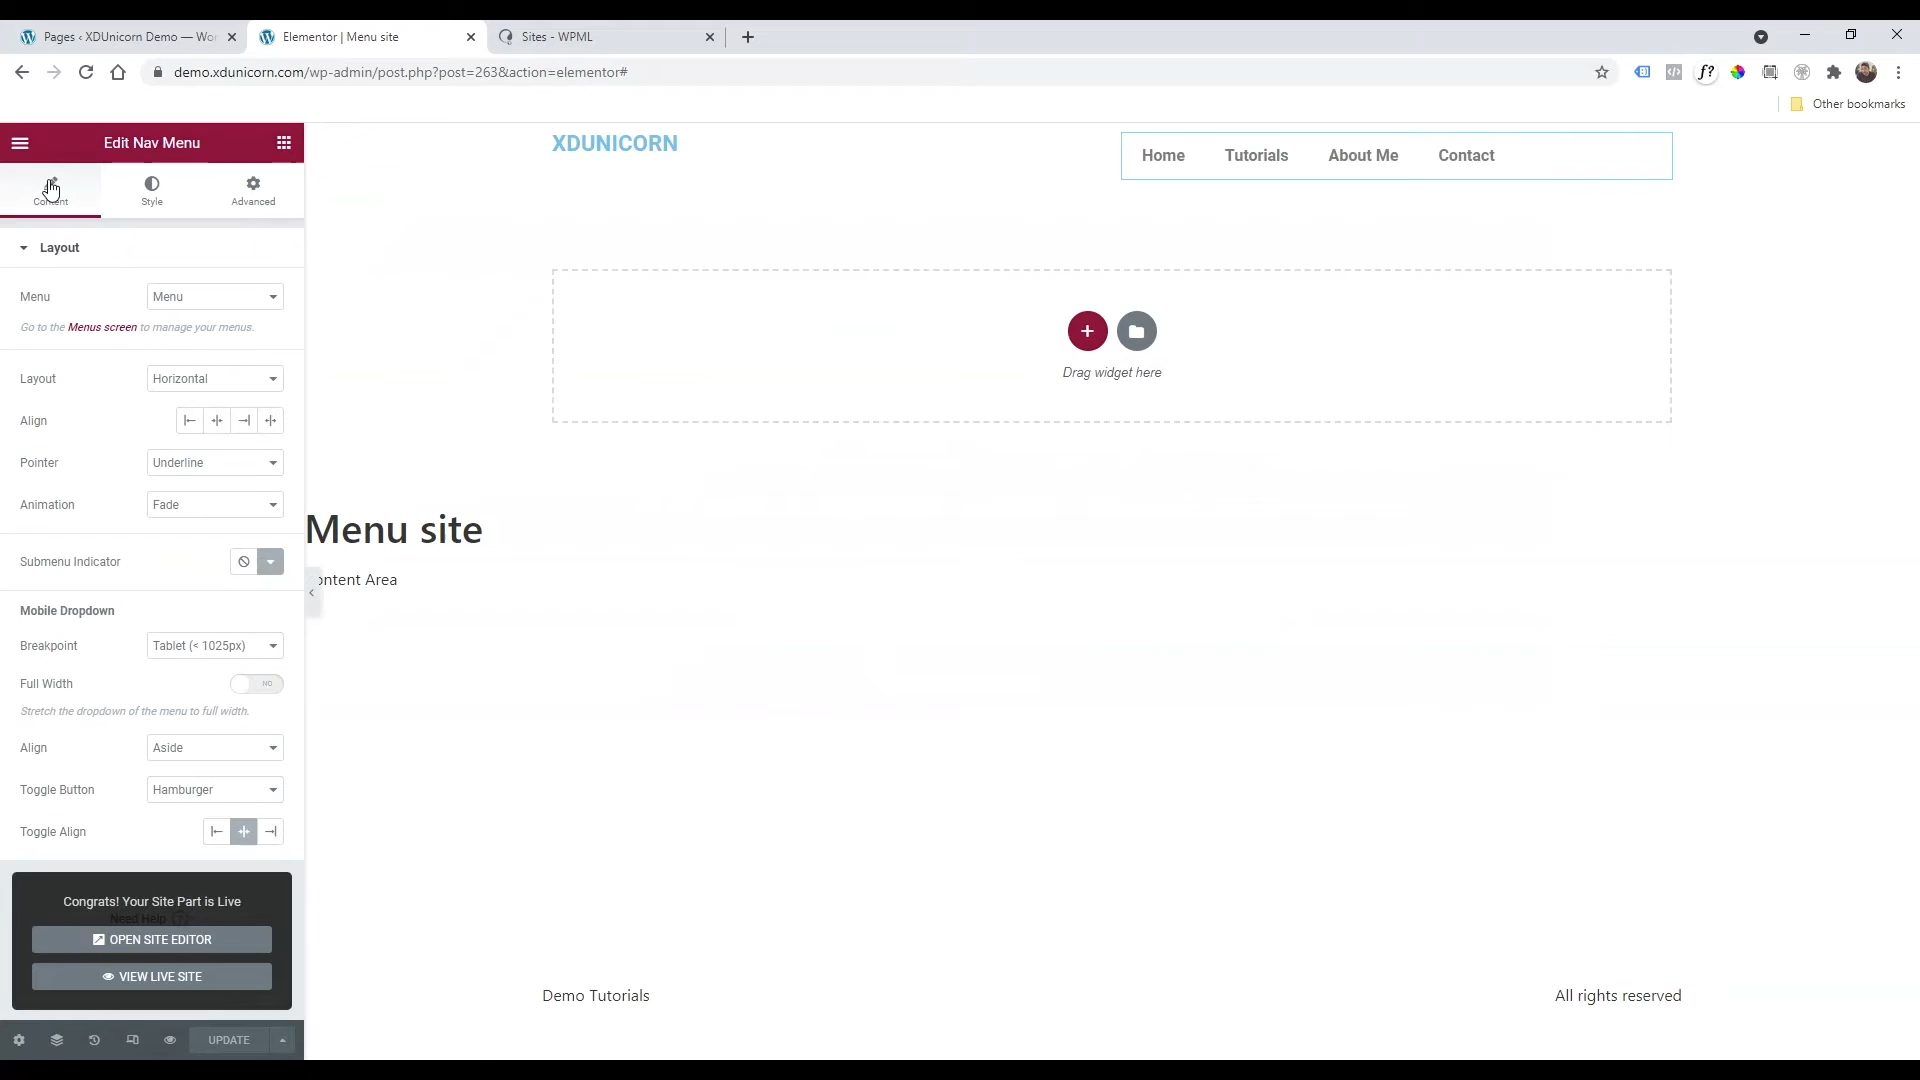 Pages ‹ XDUnicorn Demo — Wor
Elementor | Menu site
Sites - WPML
demo.xdunicorn.com/wp-admin/post.php?post=263&action=elementor#
f?
Other bookmarks
Edit Nav Menu
Content
Style
Advanced
Layout
Menu
Menu
Go to the Menus screen to manage your menus.
Layout
Horizontal
Align
Pointer
Underline
Animation
Fade
Submenu Indicator
Mobile Dropdown
Breakpoint
Tablet (< 1025px)
Full Width
NO
Stretch the dropdown of the menu to full width.
Align
Aside
Toggle Button
Hamburger
Toggle Align
Congrats! Your Site Part is Live
Need Help
OPEN SITE EDITOR
VIEW LIVE SITE
UPDATE
XDUNICORN
Home
Tutorials
About Me
Contact
Drag widget here
Menu site
ontent Area
Demo Tutorials
All rights reserved